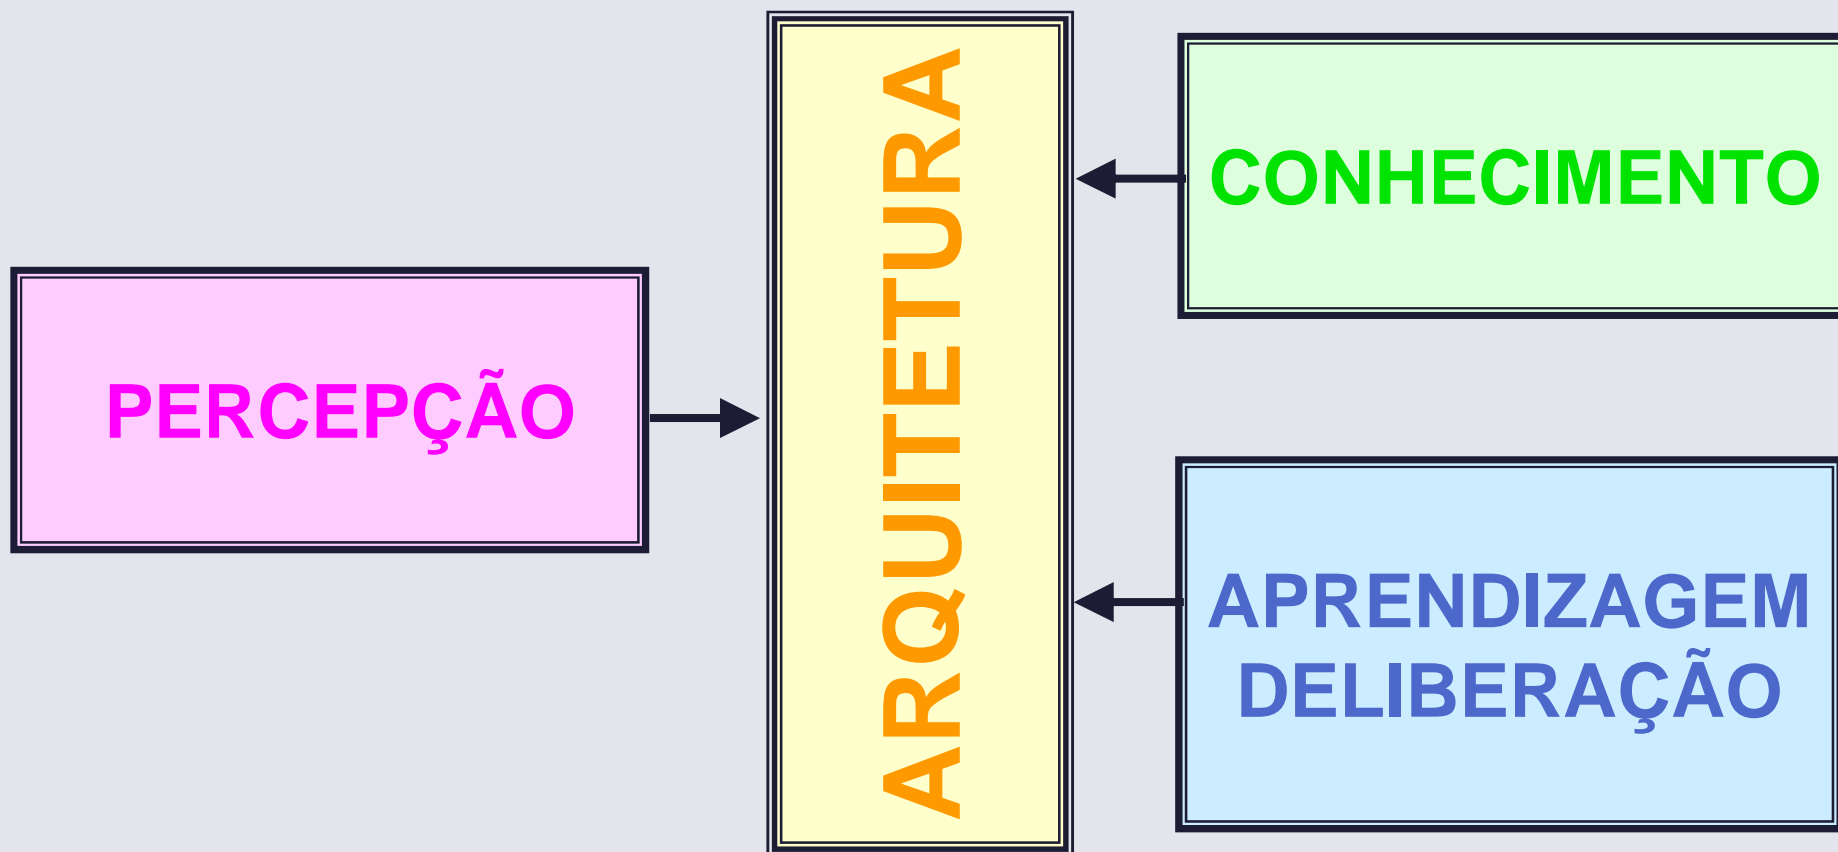 PERCEPÇÃO
ARQUITETURA
CONHECIMENTO
APRENDIZAGEM
DELIBERAÇÃO